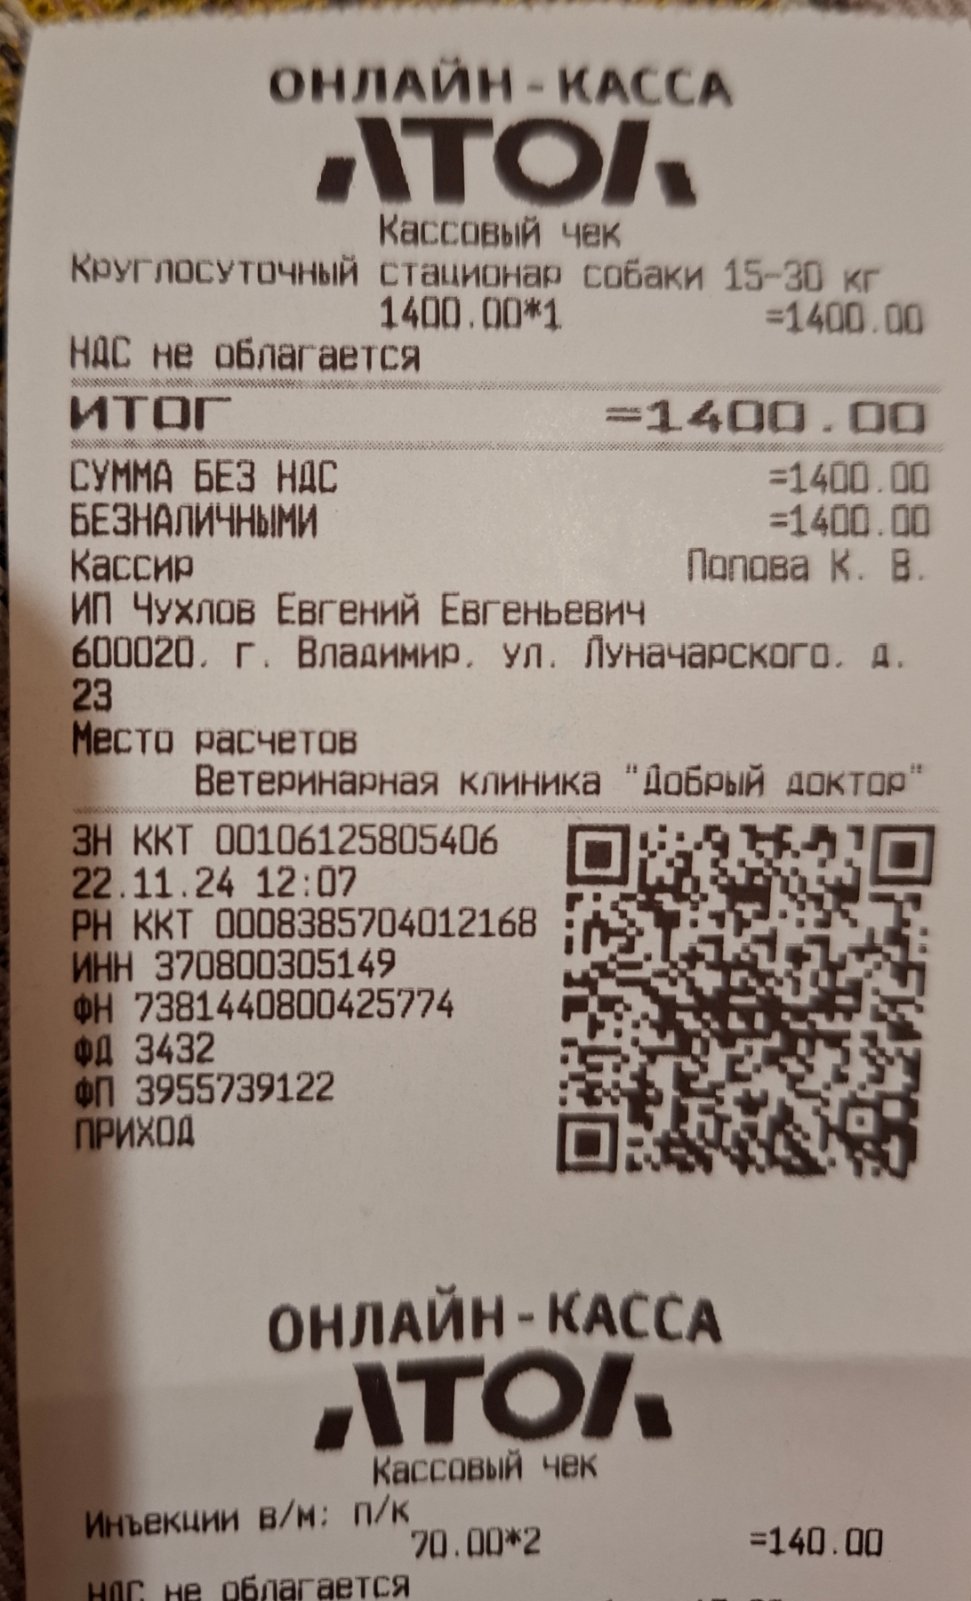 ОНЛАЙН-КАССА
АТОЛ
Кассовый чек
Круглосуточный стационар собаки 15-30 кг
1400.00*1 =1400.00
НДС не облагается
ИТОГ =1400.00
СУММА БЕЗ НДС =1400.00
БЕЗНАЛИЧНЫМИ =1400.00
Кассир Попова К. В.
ИП Чухлов Евгений Евгеньевич
600020, г. Владимир, ул. Луначарского, д.
23
Место расчетов
Ветеринарная клиника "Добрый доктор"
ЗН ККТ 00106125805406
22.11.24 12:07
РН ККТ 0008385704012168
ИНН 370800305149
ФН 7381440800425774
ФД 3432
ФП 3955739122
ПРИХОД
ОНЛАЙН-КАССА
АТОЛ
Кассовый чек
Инъекции в/м; п/к
70.00*2 =140.00
НДС не облагается